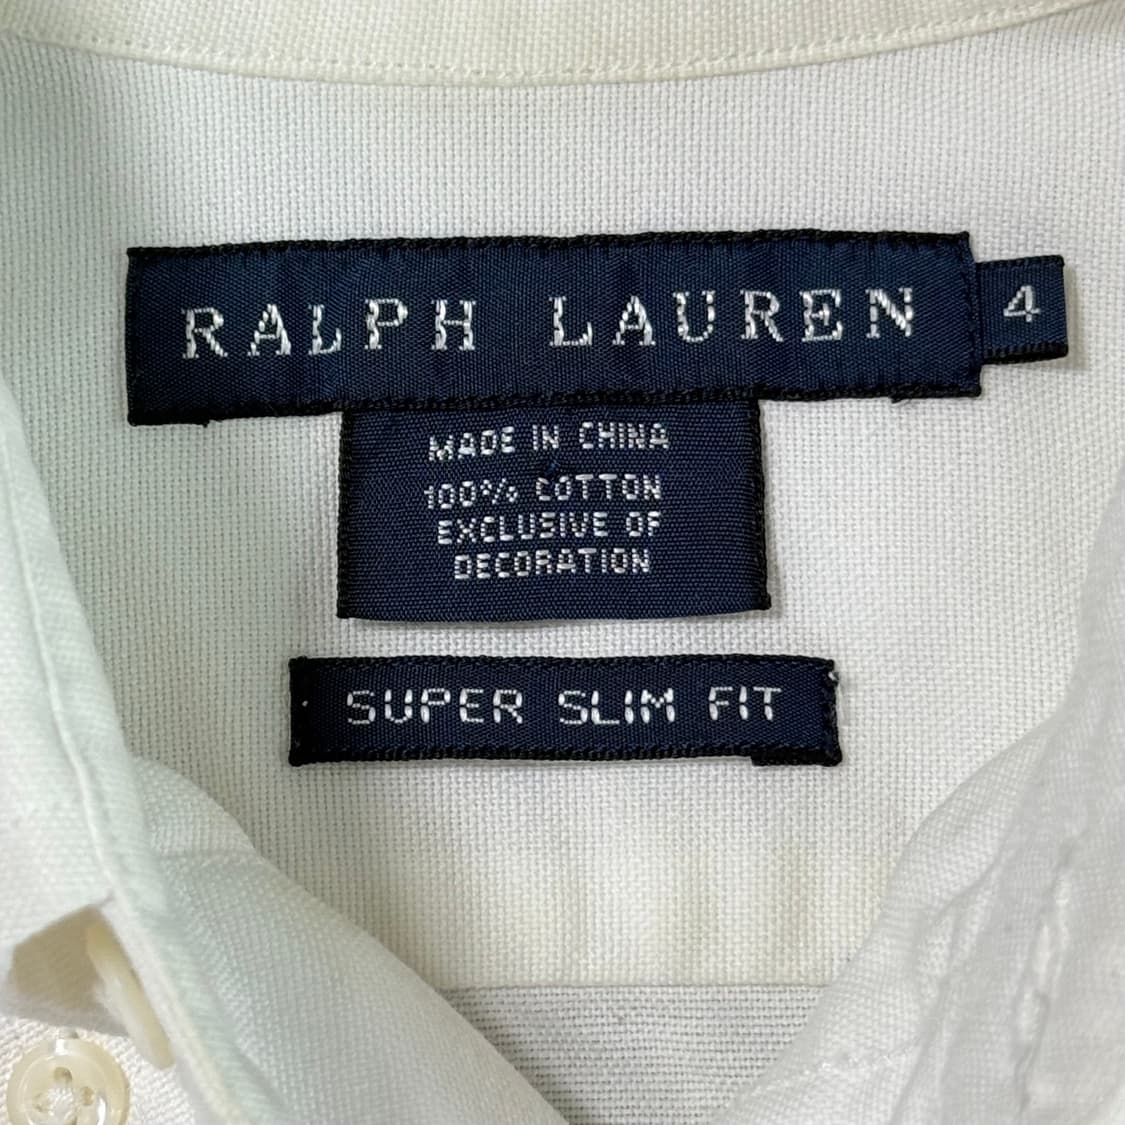 RALPH LAUREN
4
MADE IN CHINA
100% COTTON
EXCLUSIVE OF
DECORATION
SUPER SLIM FIT